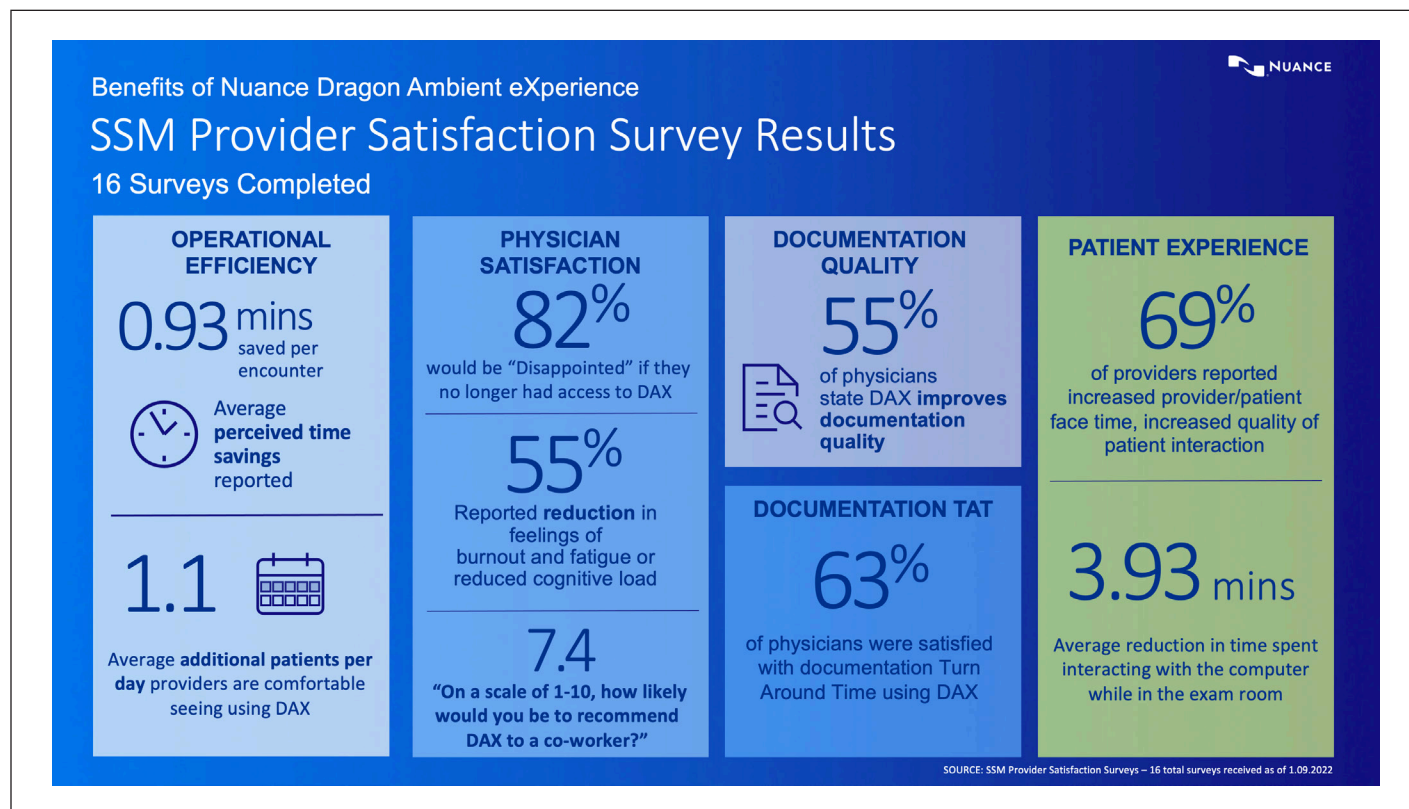 NUANCE
Benefits of Nuance Dragon Ambient eXperience
SSM Provider Satisfaction Survey Results
16 Surveys Completed
OPERATIONAL
EFFICIENCY
0.93 mins
saved per
encounter
Average
perceived time
savings
reported
1.1
Average additional patients per
day providers are comfortable
seeing using DAX
PHYSICIAN
SATISFACTION
82%
would be “Disappointed” if they
no longer had access to DAX
55%
Reported reduction in
feelings of
burnout and fatigue or
reduced cognitive load
7.4
“On a scale of 1-10, how likely
would you be to recommend
DAX to a co-worker?”
DOCUMENTATION
QUALITY
55%
of physicians
state DAX improves
documentation
quality
DOCUMENTATION TAT
63%
of physicians were satisfied
with documentation Turn
Around Time using DAX
PATIENT EXPERIENCE
69%
of providers reported
increased provider/patient
face time, increased quality of
patient interaction
3.93 mins
Average reduction in time spent
interacting with the computer
while in the exam room
SOURCE: SSM Provider Satisfaction Surveys – 16 total surveys received as of 1.09.2022